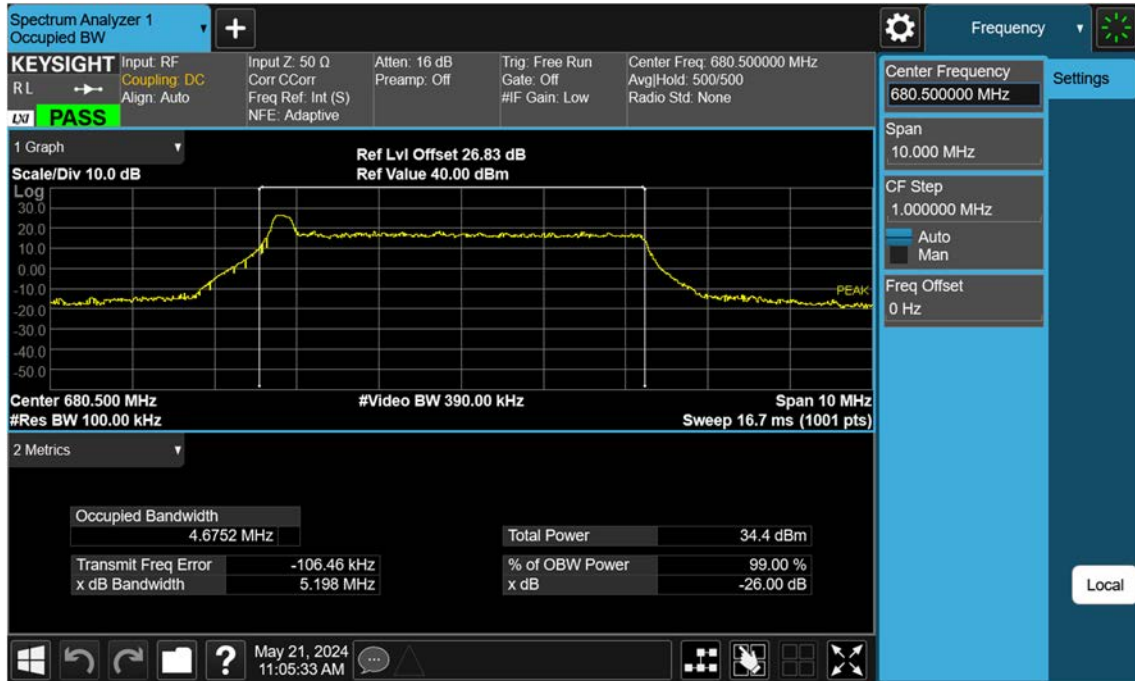 Spectrum Analyzer 1
Occupied BW
Frequency
KEYSIGHT
R L
LXI PASS
Input: RF
Coupling: DC
Align: Auto
Input Z: 50 Ω
Corr CCorr
Freq Ref: Int (S)
NFE: Adaptive
Atten: 16 dB
Preamp: Off
Trig: Free Run
Gate: Off
#IF Gain: Low
Center Freq: 680.500000 MHz
Avg|Hold: 500/500
Radio Std: None
Center Frequency
680.500000 MHz
Settings
Span
10.000 MHz
CF Step
1.000000 MHz
Auto
Man
Freq Offset
0 Hz
1 Graph
Scale/Div 10.0 dB
Ref Lvl Offset 26.83 dB
Ref Value 40.00 dBm
Log
30.0
20.0
10.0
0.00
-10.0
-20.0
-30.0
-40.0
-50.0
PEAK
Center 680.500 MHz
#Video BW 390.00 kHz
Span 10 MHz
#Res BW 100.00 kHz
Sweep 16.7 ms (1001 pts)
2 Metrics
Occupied Bandwidth
4.6752 MHz
Total Power 34.4 dBm
Transmit Freq Error -106.46 kHz
% of OBW Power 99.00 %
x dB Bandwidth 5.198 MHz
x dB -26.00 dB
Local
?
May 21, 2024
11:05:33 AM